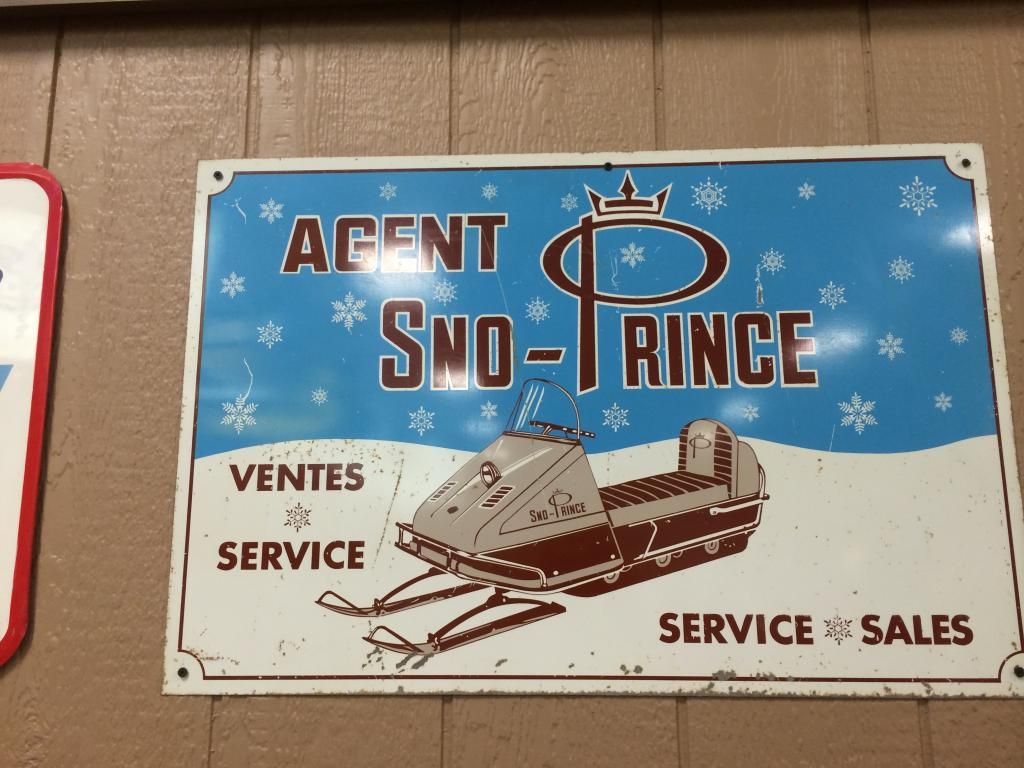 AGENT
SNO-PRINCE
VENTES
SERVICE
SNO-PRINCE
SERVICE SALES